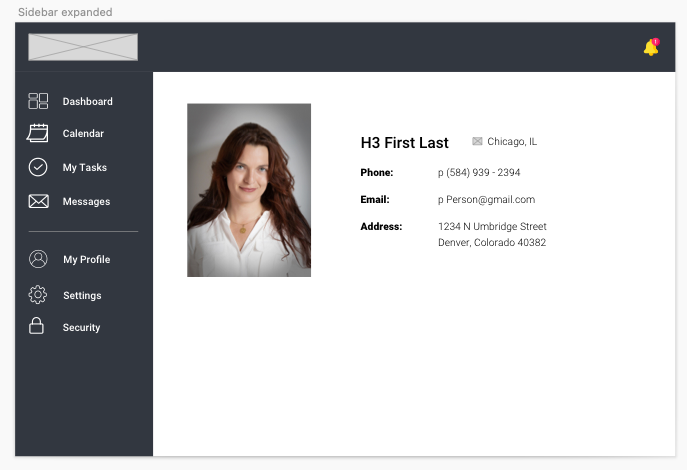 Sidebar expanded
1
Dashboard
Calendar
My Tasks
Messages
My Profile
Settings
Security
H3 First Last
Chicago, IL
Phone: p (584) 939 - 2394
Email: p Person@gmail.com
Address: 1234 N Umbridge Street
Denver, Colorado 40382